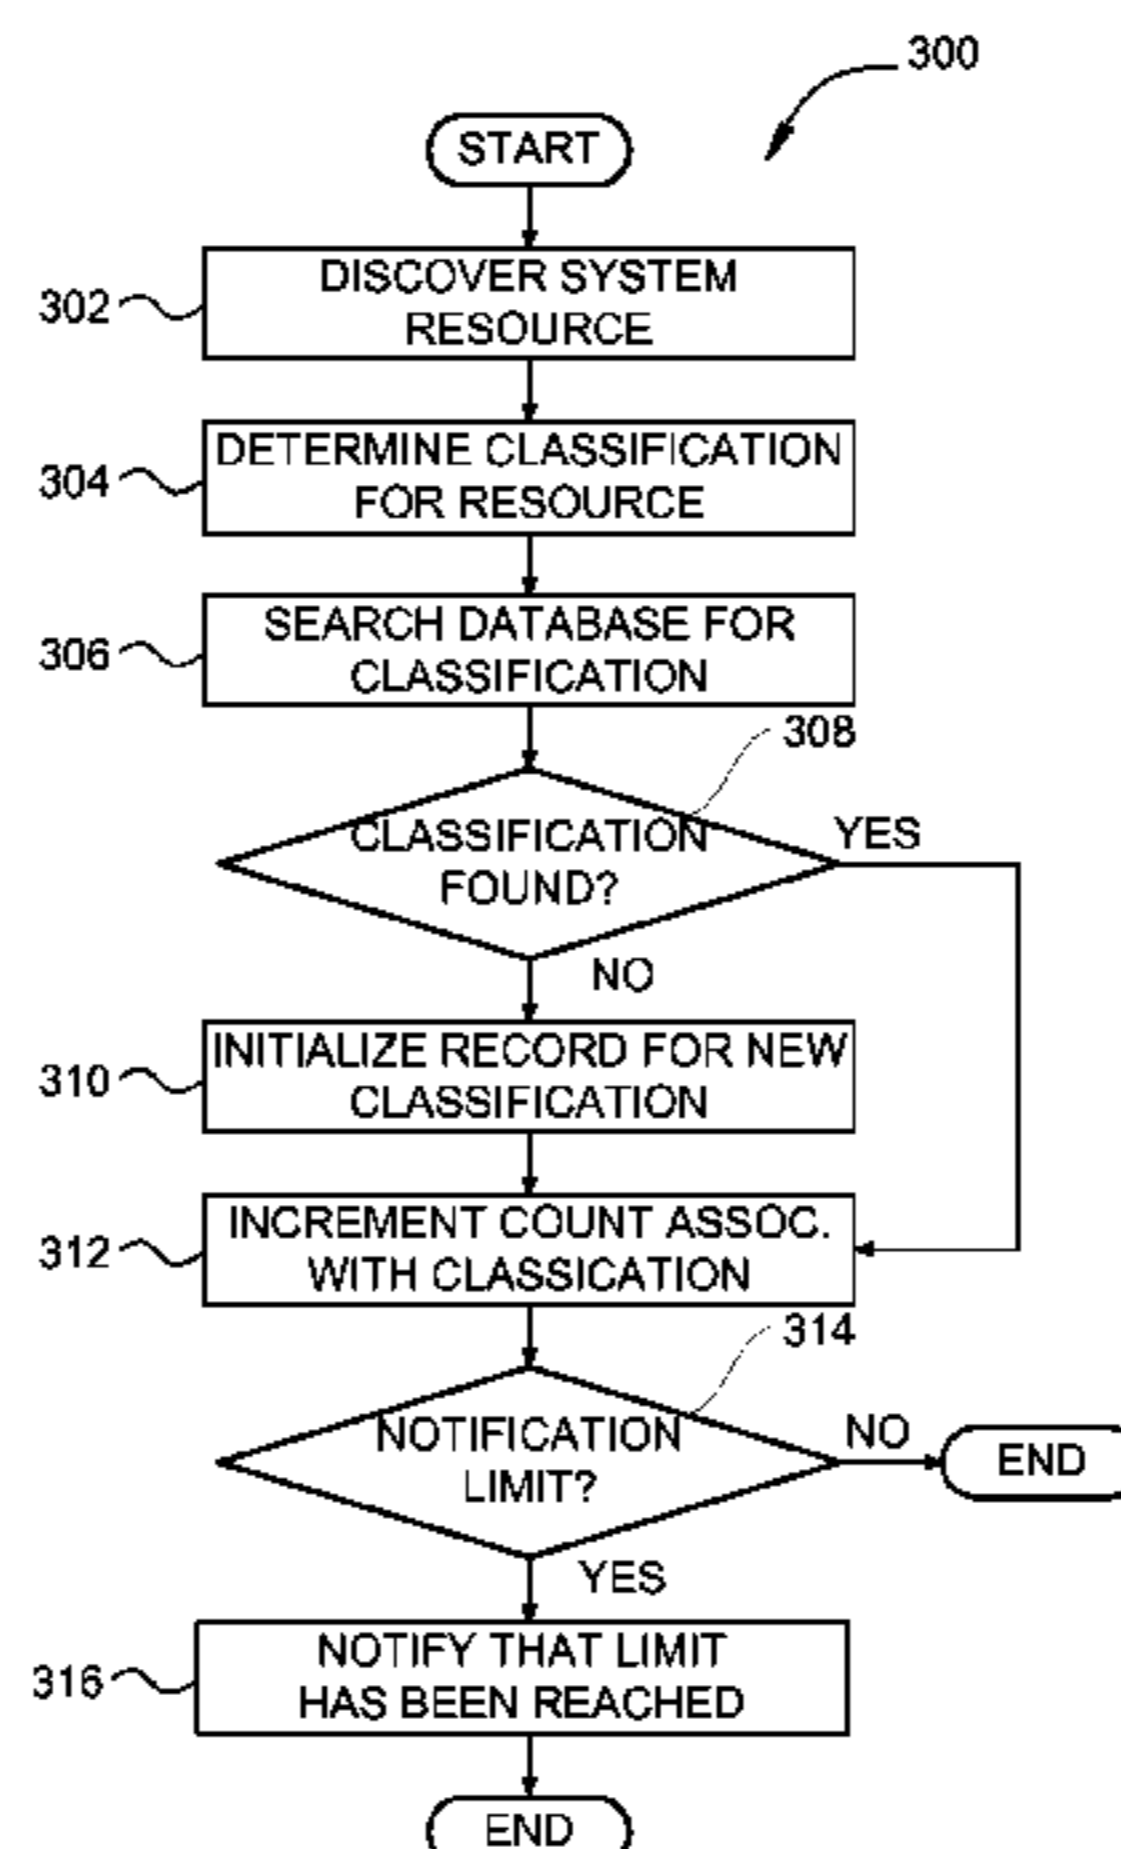 300
START
302
DISCOVER SYSTEM
RESOURCE
304
DETERMINE CLASSIFICATION
FOR RESOURCE
306
SEARCH DATABASE FOR
CLASSIFICATION
308
CLASSIFICATION
FOUND?
YES
NO
310
INITIALIZE RECORD FOR NEW
CLASSIFICATION
312
INCREMENT COUNT ASSOC.
WITH CLASSICATION
314
NOTIFICATION
LIMIT?
NO
END
YES
316
NOTIFY THAT LIMIT
HAS BEEN REACHED
END